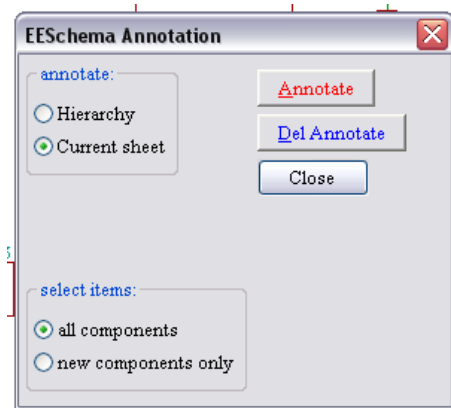 EESchema Annotation
annotate:
Hierarchy
Current sheet
Annotate
Del Annotate
Close
select items:
all components
new components only